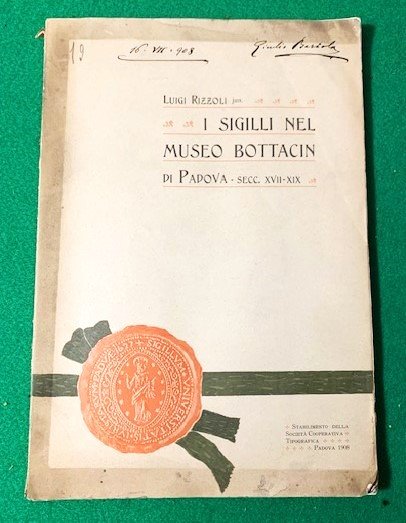 19
16 · VII · 908
Luigi Rizzoli jun.
I SIGILLI NEL
MUSEO BOTTACIN
DI PADOVA · SECC. XVII-XIX
Stabilimento della
Società Cooperativa
Tipografica
Padova 1908